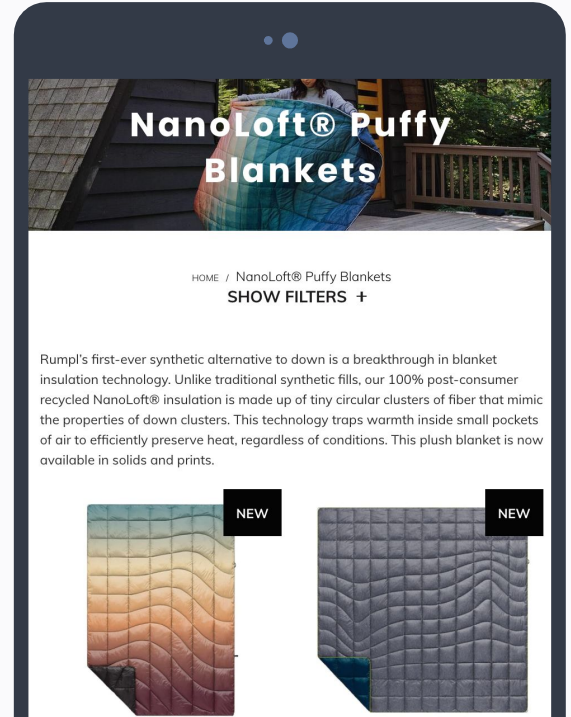 NanoLoft® Puffy
Blankets
HOME / NanoLoft® Puffy Blankets
SHOW FILTERS +
Rumpl's first-ever synthetic alternative to down is a breakthrough in blanket
insulation technology. Unlike traditional synthetic fills, our 100% post-consumer
recycled NanoLoft® insulation is made up of tiny circular clusters of fiber that mimic
the properties of down clusters. This technology traps warmth inside small pockets
of air to efficiently preserve heat, regardless of conditions. This plush blanket is now
available in solids and prints.
NEW
NEW